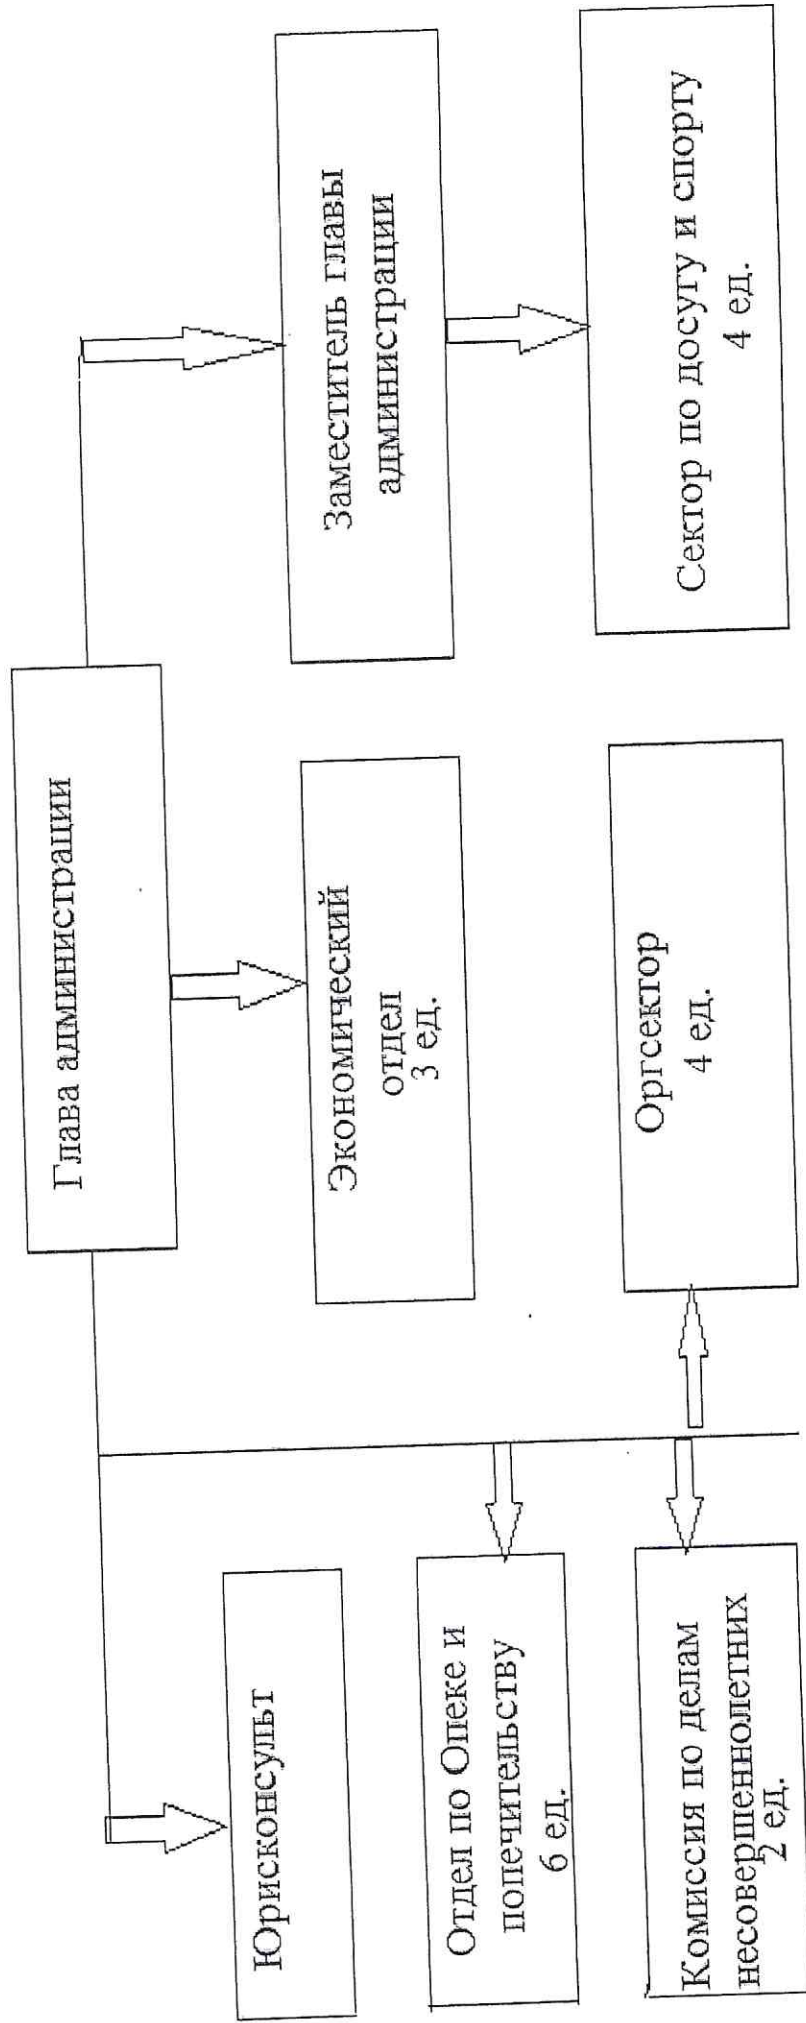 Глава администрации
Юрисконсульт
Экономический
отдел
3 ед.
Заместитель главы
администрации
Отдел по Опеке и
попечительству
6 ед.
Комиссия по делам
несовершеннолетних
2 ед.
Оргсектор
4 ед.
Сектор по досугу и спорту
4 ед.